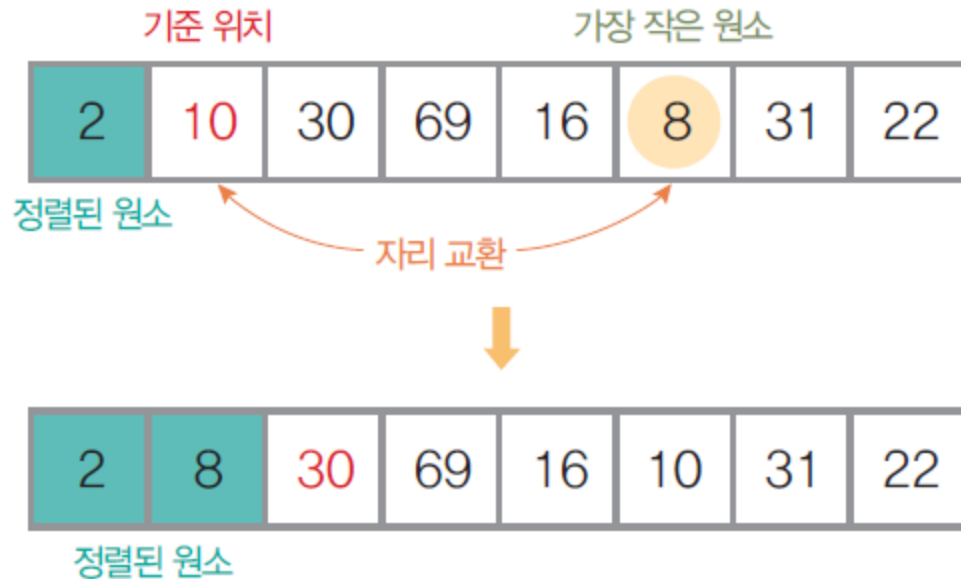 기준 위치 가장 작은 원소
2 10 30 69 16 8 31 22
정렬된 원소
자리 교환
2 8 30 69 16 10 31 22
정렬된 원소